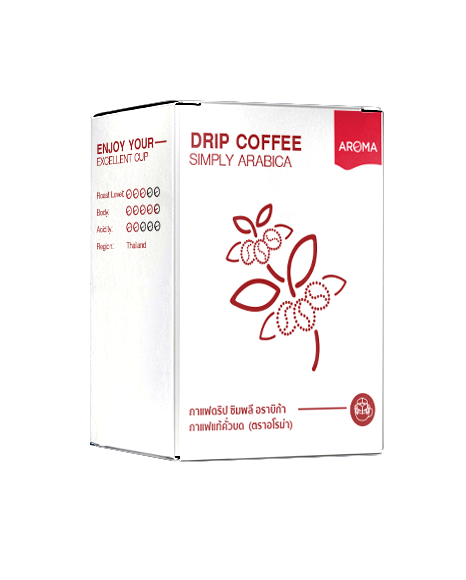 ENJOY YOUR
EXCELLENT CUP
Roast Level:
Body:
Acidity:
Region: Thailand
DRIP COFFEE
SIMPLY ARABICA
AROMA
กาแฟดริป ซิมพลี อราบิก้า
กาแฟแท้คั่วบด (ตราอโรม่า)